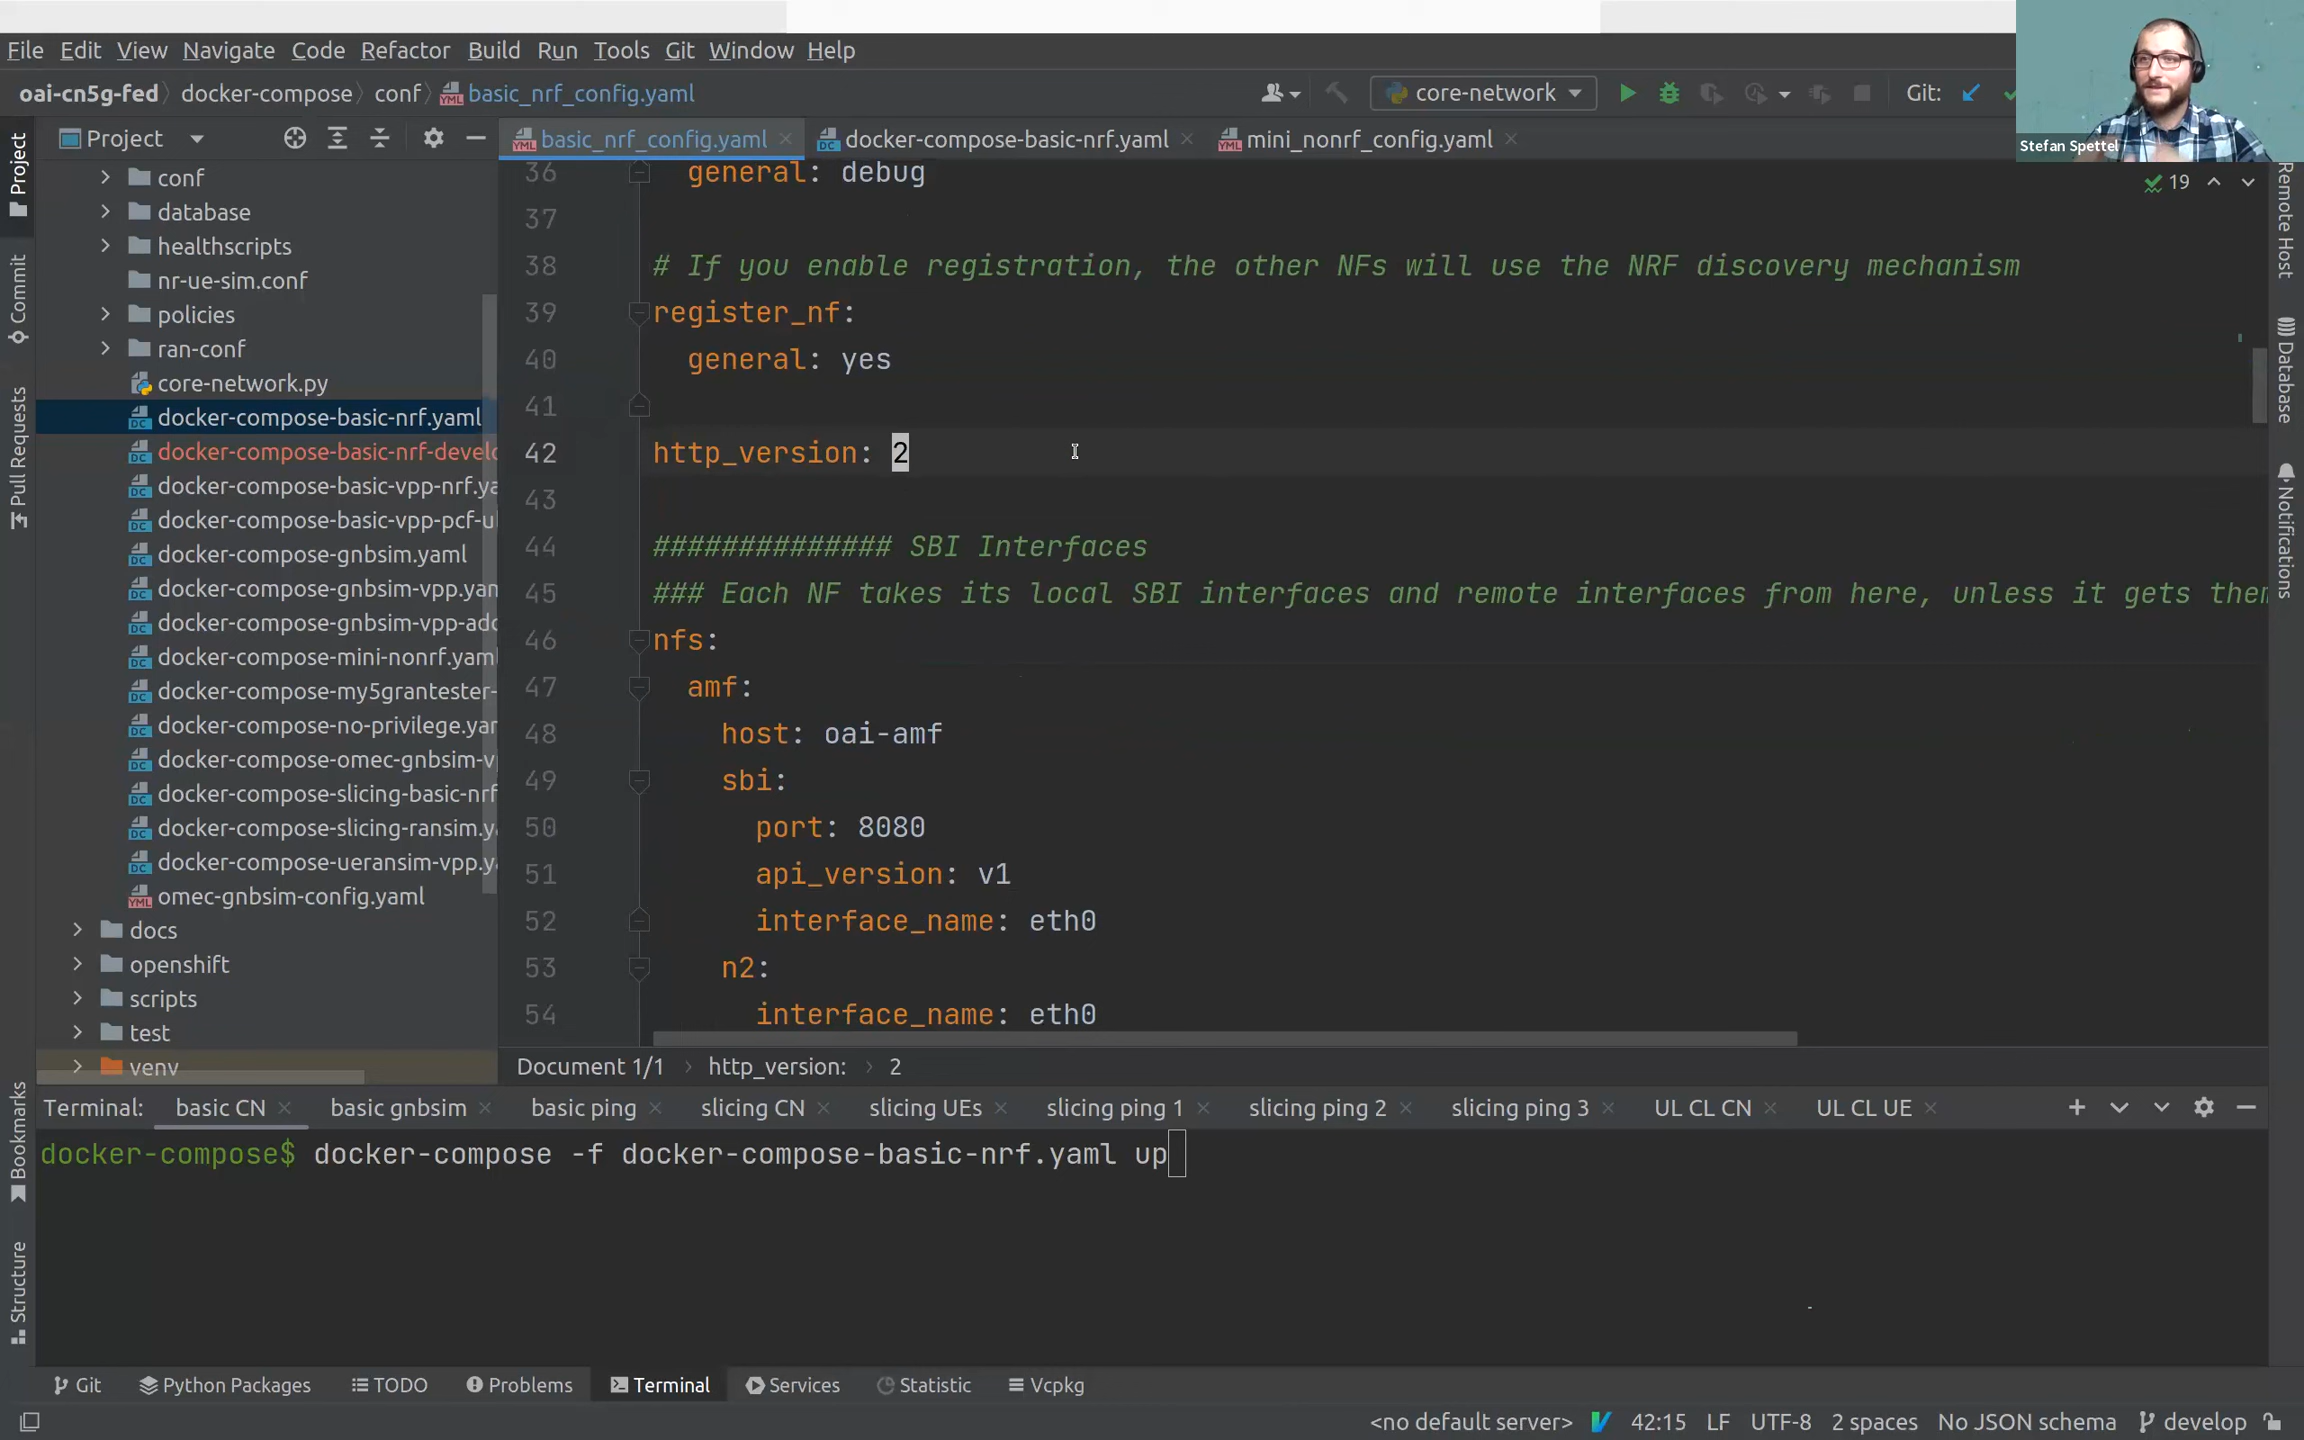 File Edit View Navigate Code Refactor Build Run Tools Git Window Help
oai-cn5g-fed docker-compose conf basic_nrf_config.yaml core-network Git:
Stefan Spettel
Project basic_nrf_config.yaml docker-compose-basic-nrf.yaml mini_nonrf_config.yaml
19
Project
Commit
Pull Requests
Bookmarks
Structure
conf
database
healthscripts
nr-ue-sim.conf
policies
ran-conf
core-network.py
docker-compose-basic-nrf.yaml
docker-compose-basic-nrf-develo
docker-compose-basic-vpp-nrf.ya
docker-compose-basic-vpp-pcf-u
docker-compose-gnbsim.yaml
docker-compose-gnbsim-vpp.yam
docker-compose-gnbsim-vpp-add
docker-compose-mini-nonrf.yaml
docker-compose-my5grantester-
docker-compose-no-privilege.yam
docker-compose-omec-gnbsim-v
docker-compose-slicing-basic-nrf
docker-compose-slicing-ransim.y
docker-compose-ueransim-vpp.y
omec-gnbsim-config.yaml
docs
openshift
scripts
test
venv
36 general: debug
37
38 # If you enable registration, the other NFs will use the NRF discovery mechanism
39 register_nf:
40 general: yes
41
42 http_version: 2
43
44 ############## SBI Interfaces
45 ### Each NF takes its local SBI interfaces and remote interfaces from here, unless it gets them
46 nfs:
47 amf:
48 host: oai-amf
49 sbi:
50 port: 8080
51 api_version: v1
52 interface_name: eth0
53 n2:
54 interface_name: eth0
Document 1/1 http_version: 2
Remote Host
Database
Notifications
Terminal: basic CN basic gnbsim basic ping slicing CN slicing UEs slicing ping 1 slicing ping 2 slicing ping 3 UL CL CN UL CL UE
docker-compose$ docker-compose -f docker-compose-basic-nrf.yaml up
Git Python Packages TODO Problems Terminal Services Statistic Vcpkg
<no default server> 42:15 LF UTF-8 2 spaces No JSON schema develop